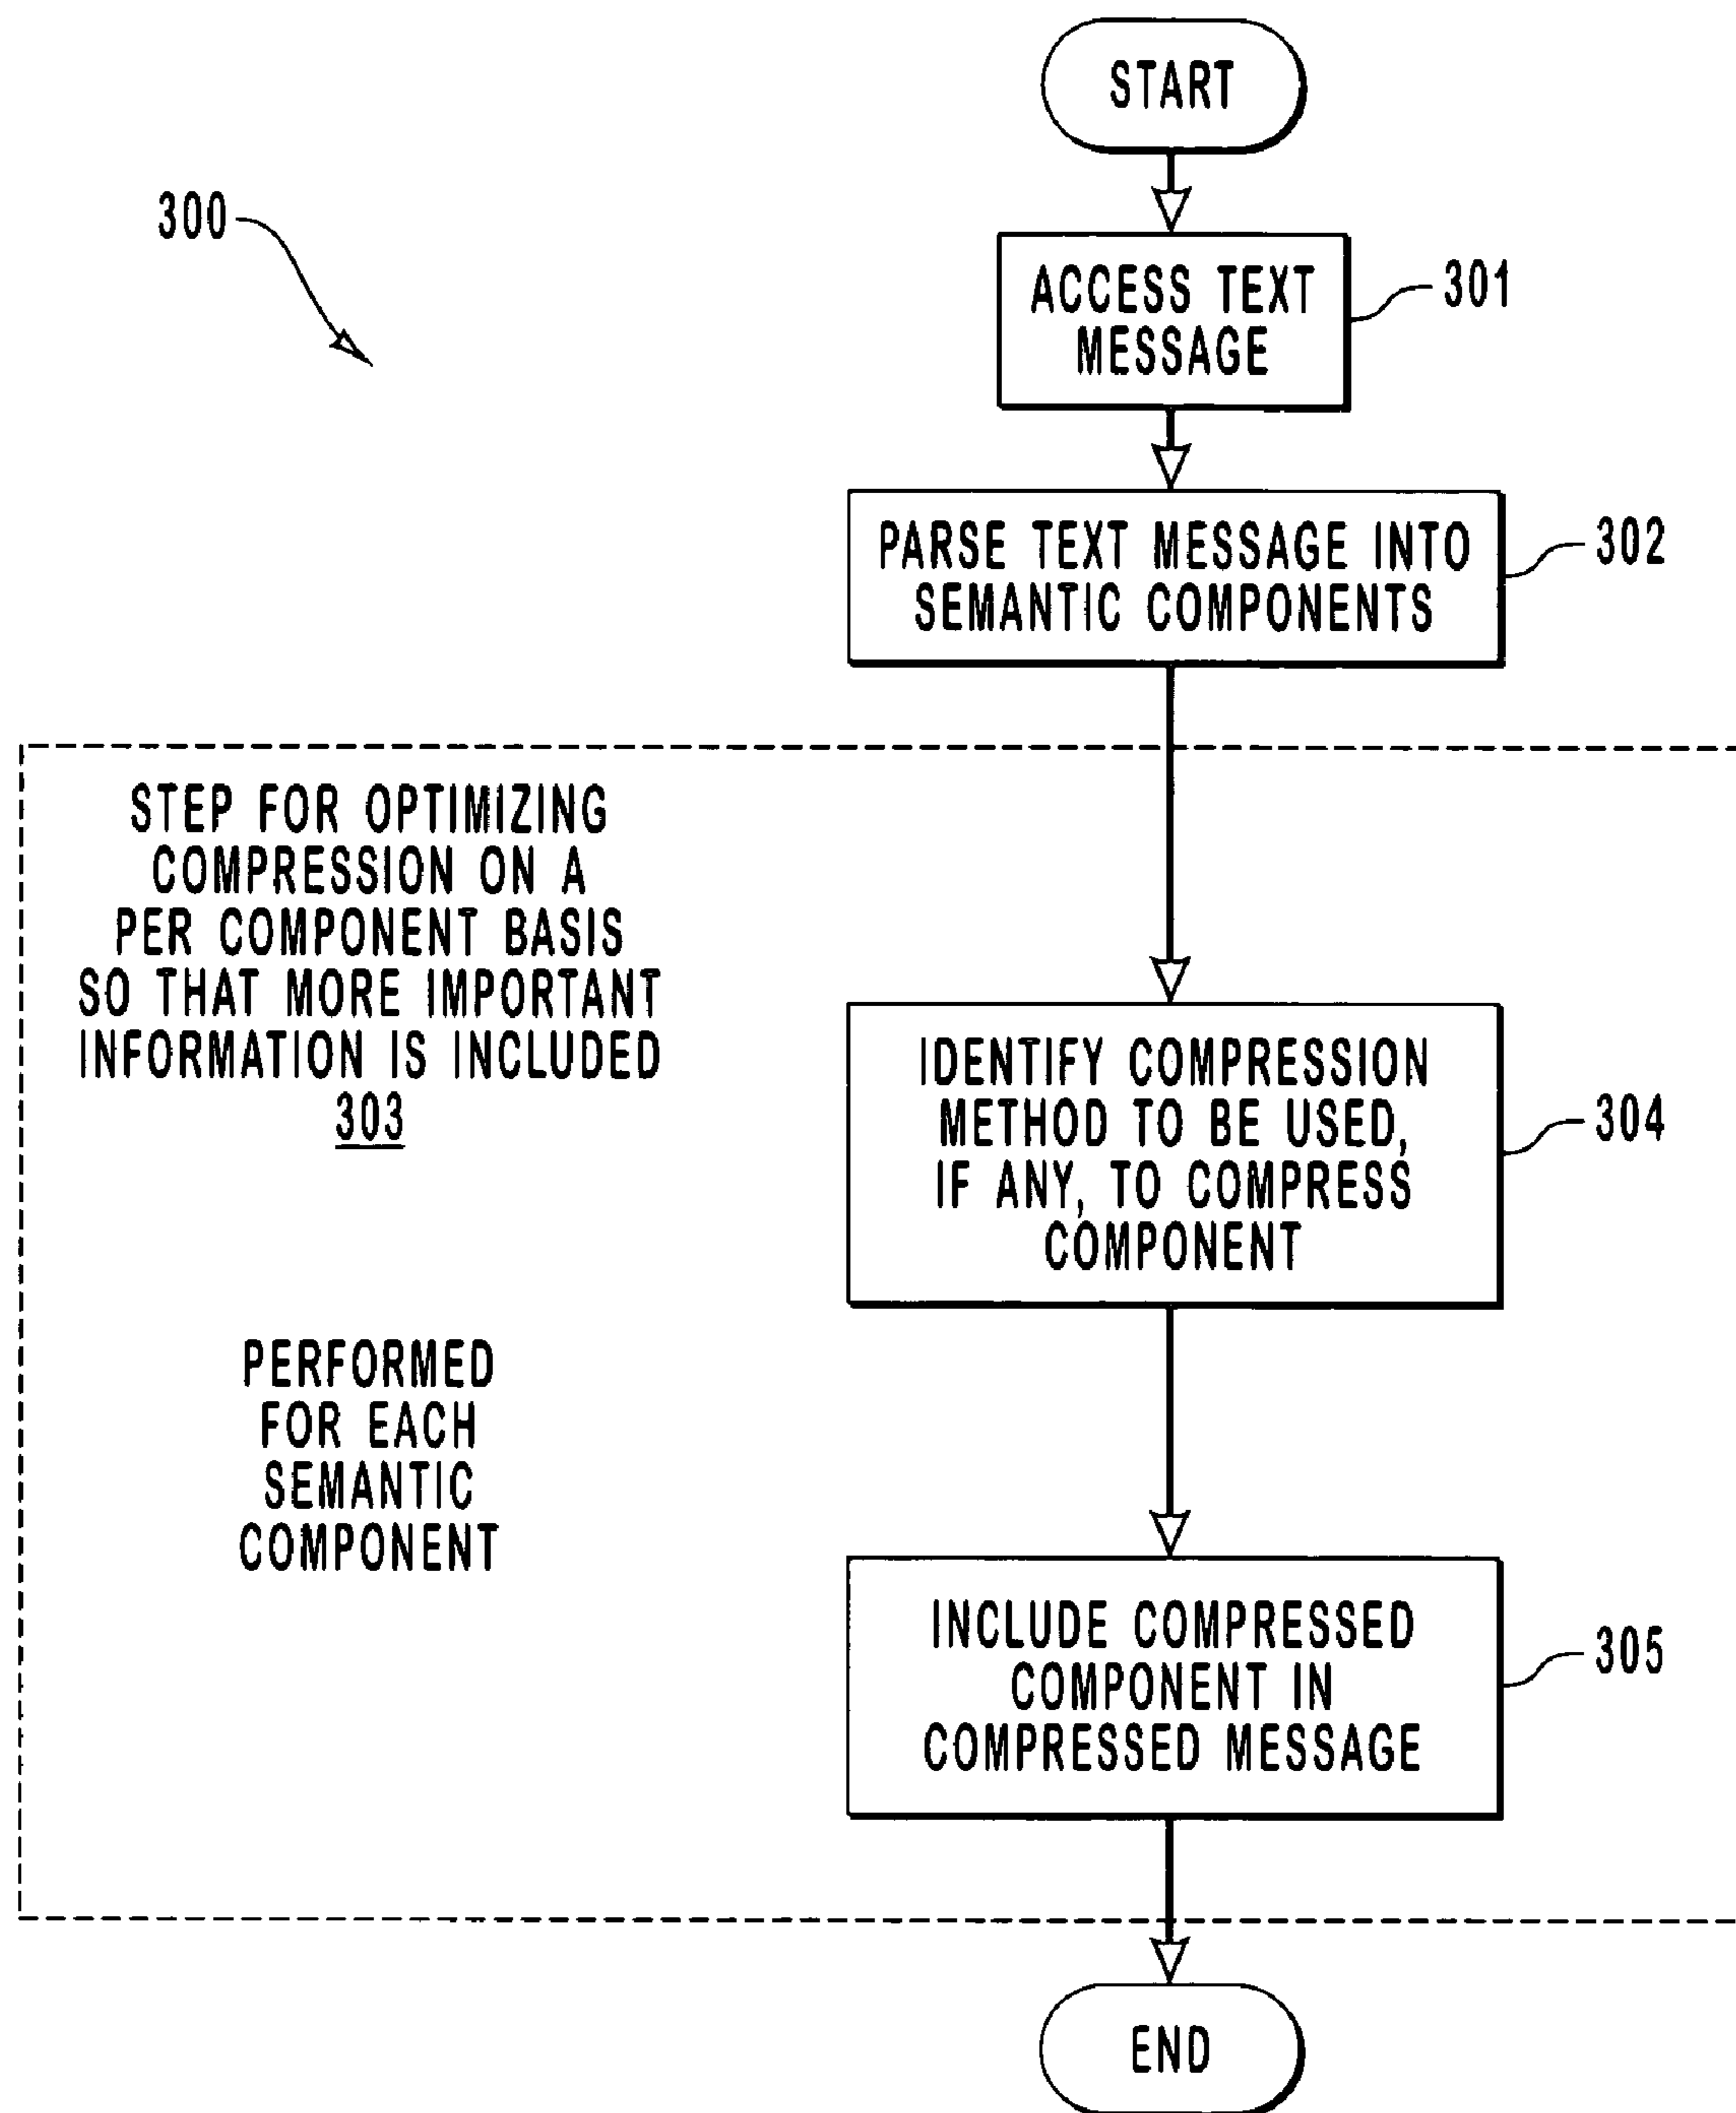 START
300
ACCESS TEXT
MESSAGE
301
PARSE TEXT MESSAGE INTO
SEMANTIC COMPONENTS
302
STEP FOR OPTIMIZING
COMPRESSION ON A
PER COMPONENT BASIS
SO THAT MORE IMPORTANT
INFORMATION IS INCLUDED
303
IDENTIFY COMPRESSION
METHOD TO BE USED,
IF ANY, TO COMPRESS
COMPONENT
304
PERFORMED
FOR EACH
SEMANTIC
COMPONENT
INCLUDE COMPRESSED
COMPONENT IN
COMPRESSED MESSAGE
305
END